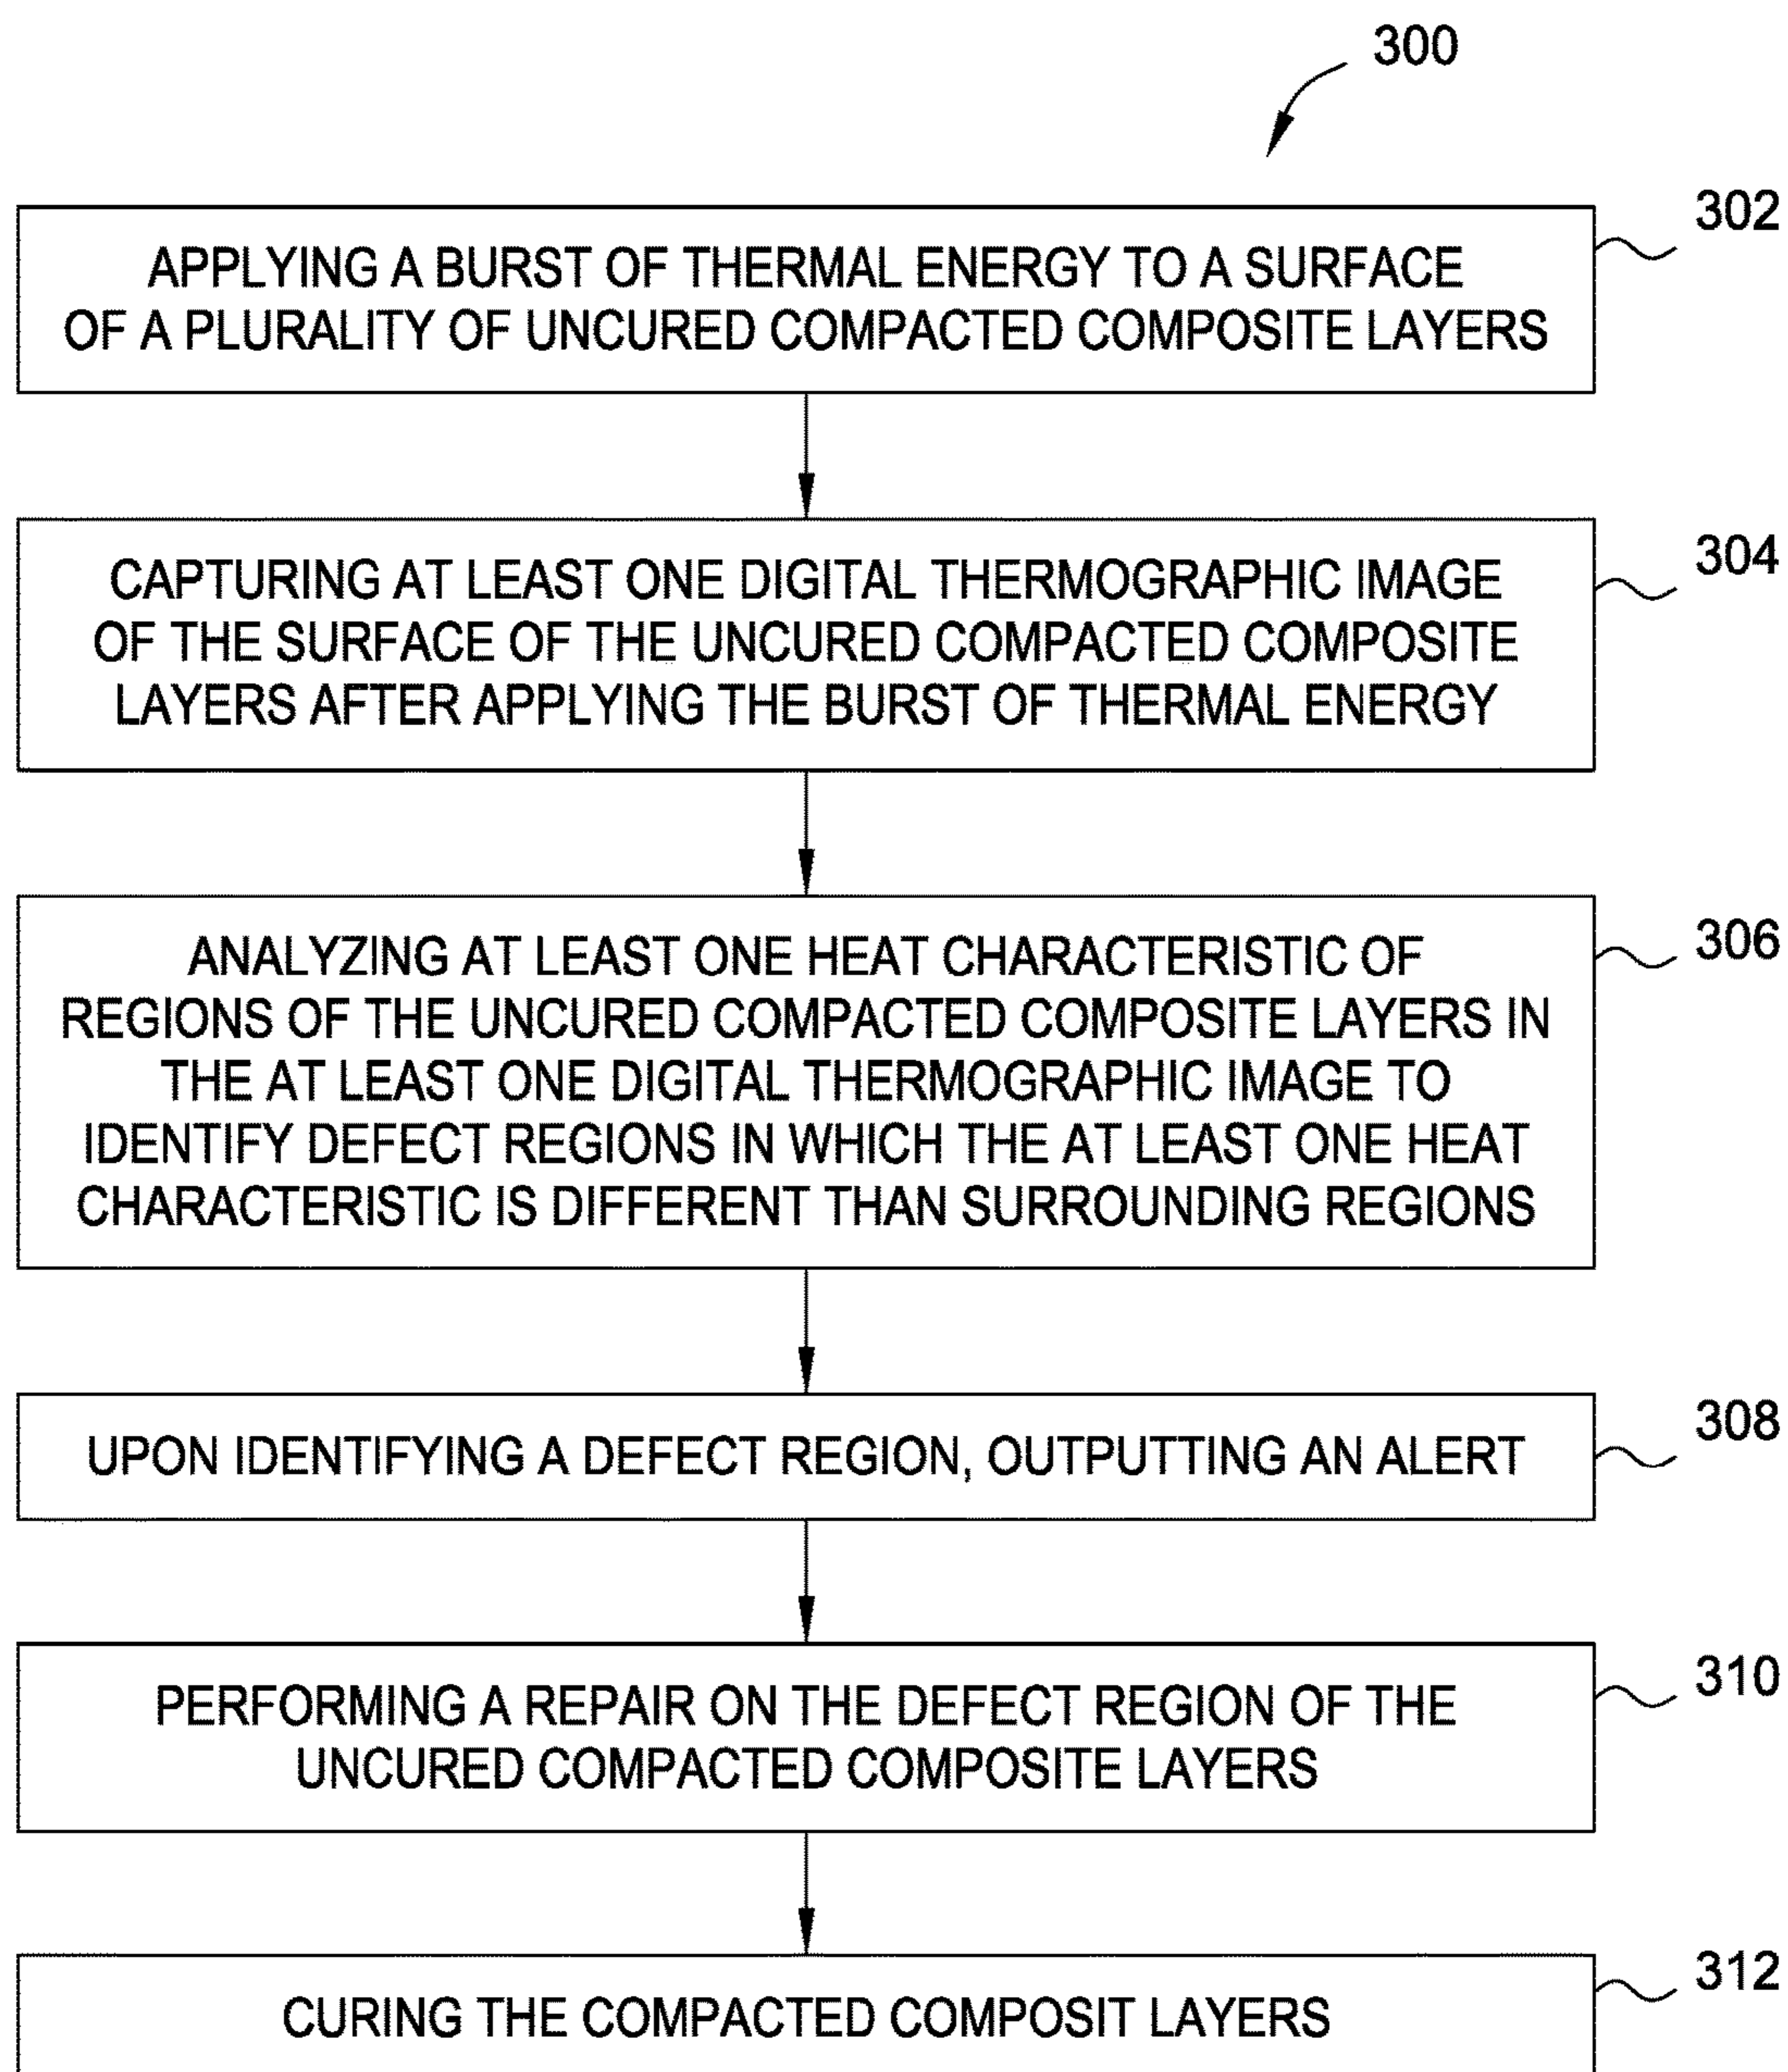 300
302
APPLYING A BURST OF THERMAL ENERGY TO A SURFACE
OF A PLURALITY OF UNCURED COMPACTED COMPOSITE LAYERS
304
CAPTURING AT LEAST ONE DIGITAL THERMOGRAPHIC IMAGE
OF THE SURFACE OF THE UNCURED COMPACTED COMPOSITE
LAYERS AFTER APPLYING THE BURST OF THERMAL ENERGY
306
ANALYZING AT LEAST ONE HEAT CHARACTERISTIC OF
REGIONS OF THE UNCURED COMPACTED COMPOSITE LAYERS IN
THE AT LEAST ONE DIGITAL THERMOGRAPHIC IMAGE TO
IDENTIFY DEFECT REGIONS IN WHICH THE AT LEAST ONE HEAT
CHARACTERISTIC IS DIFFERENT THAN SURROUNDING REGIONS
308
UPON IDENTIFYING A DEFECT REGION, OUTPUTTING AN ALERT
310
PERFORMING A REPAIR ON THE DEFECT REGION OF THE
UNCURED COMPACTED COMPOSITE LAYERS
312
CURING THE COMPACTED COMPOSIT LAYERS